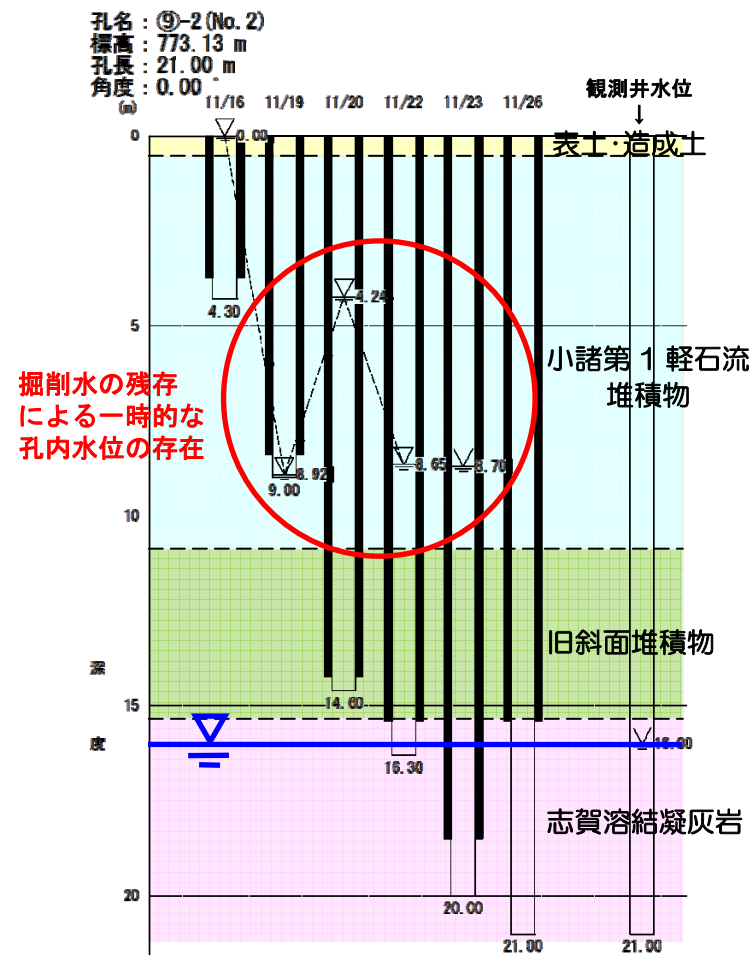 孔名：⑨-2(No.2)
標高：773.13 m
孔長：21.00 m
角度：0.00 °
(m)
11/16 11/19 11/20 11/22 11/23 11/26
観測井水位
↓
0
0.00
表土･造成土
4.30
4.24
5
小諸第１軽石流
堆積物
掘削水の残存
による一時的な
孔内水位の存在
8.92
9.00
8.65
8.70
10
旧斜面堆積物
深
14.60
15
度
16.00
16.30
志賀溶結凝灰岩
20
20.00
21.00
21.00